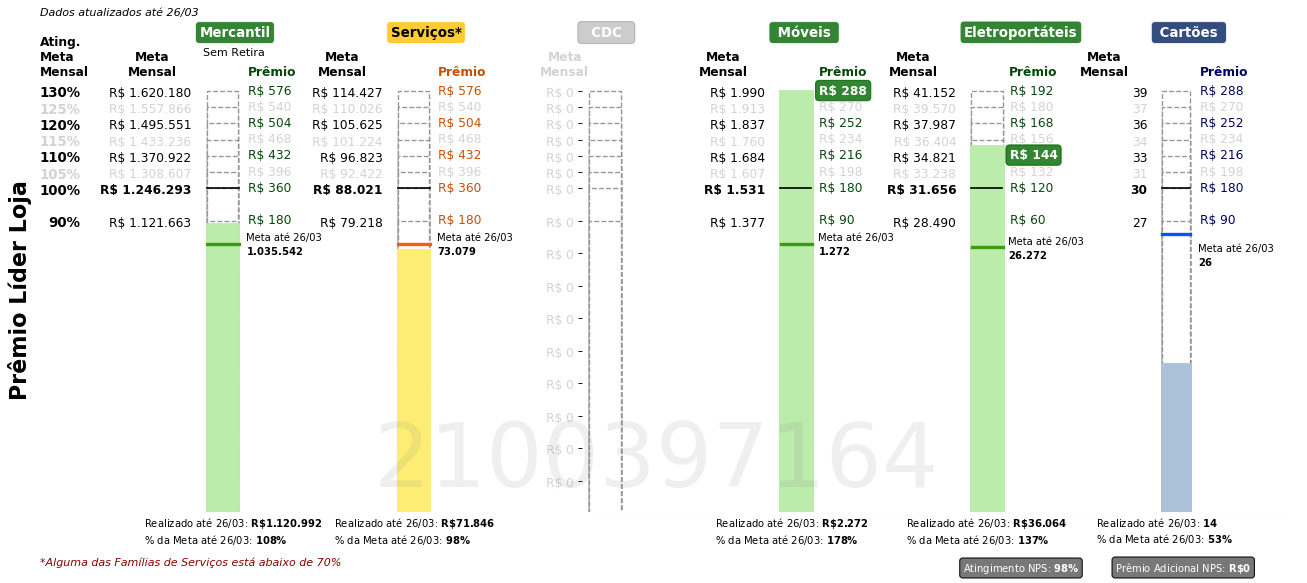 Dados atualizados até 26/03
Mercantil Serviços* CDC Móveis Eletroportáteis Cartões
Sem Retira
Ating. Meta Mensal Meta Mensal Prêmio Meta Mensal Prêmio Meta Mensal Meta Mensal Prêmio Meta Mensal Prêmio Meta Mensal Prêmio
130% R$ 1.620.180 R$ 576 R$ 114.427 R$ 576 R$ 0 R$ 1.990 R$ 288 R$ 41.152 R$ 192 39 R$ 288
125% R$ 1.557.866 R$ 540 R$ 110.026 R$ 540 R$ 0 R$ 1.913 R$ 270 R$ 39.570 R$ 180 37 R$ 270
120% R$ 1.495.551 R$ 504 R$ 105.625 R$ 504 R$ 0 R$ 1.837 R$ 252 R$ 37.987 R$ 168 36 R$ 252
115% R$ 1.433.236 R$ 468 R$ 101.224 R$ 468 R$ 0 R$ 1.760 R$ 234 R$ 36.404 R$ 156 34 R$ 234
110% R$ 1.370.922 R$ 432 R$ 96.823 R$ 432 R$ 0 R$ 1.684 R$ 216 R$ 34.821 R$ 144 33 R$ 216
105% R$ 1.308.607 R$ 396 R$ 92.422 R$ 396 R$ 0 R$ 1.607 R$ 198 R$ 33.238 R$ 132 31 R$ 198
100% R$ 1.246.293 R$ 360 R$ 88.021 R$ 360 R$ 0 R$ 1.531 R$ 180 R$ 31.656 R$ 120 30 R$ 180
90% R$ 1.121.663 R$ 180 R$ 79.218 R$ 180 R$ 0 R$ 1.377 R$ 90 R$ 28.490 R$ 60 27 R$ 90
Meta até 26/03 Meta até 26/03 Meta até 26/03 Meta até 26/03 Meta até 26/03
1.035.542 73.079 R$ 0 1.272 26.272 26
R$ 0
R$ 0
R$ 0
R$ 0
R$ 0
R$ 0
R$ 0
Prêmio Líder Loja
2100397164
Realizado até 26/03: R$1.120.992 Realizado até 26/03: R$71.846 Realizado até 26/03: R$2.272 Realizado até 26/03: R$36.064 Realizado até 26/03: 14
% da Meta até 26/03: 108% % da Meta até 26/03: 98% % da Meta até 26/03: 178% % da Meta até 26/03: 137% % da Meta até 26/03: 53%
*Alguma das Famílias de Serviços está abaixo de 70% Atingimento NPS: 98% Prêmio Adicional NPS: R$0